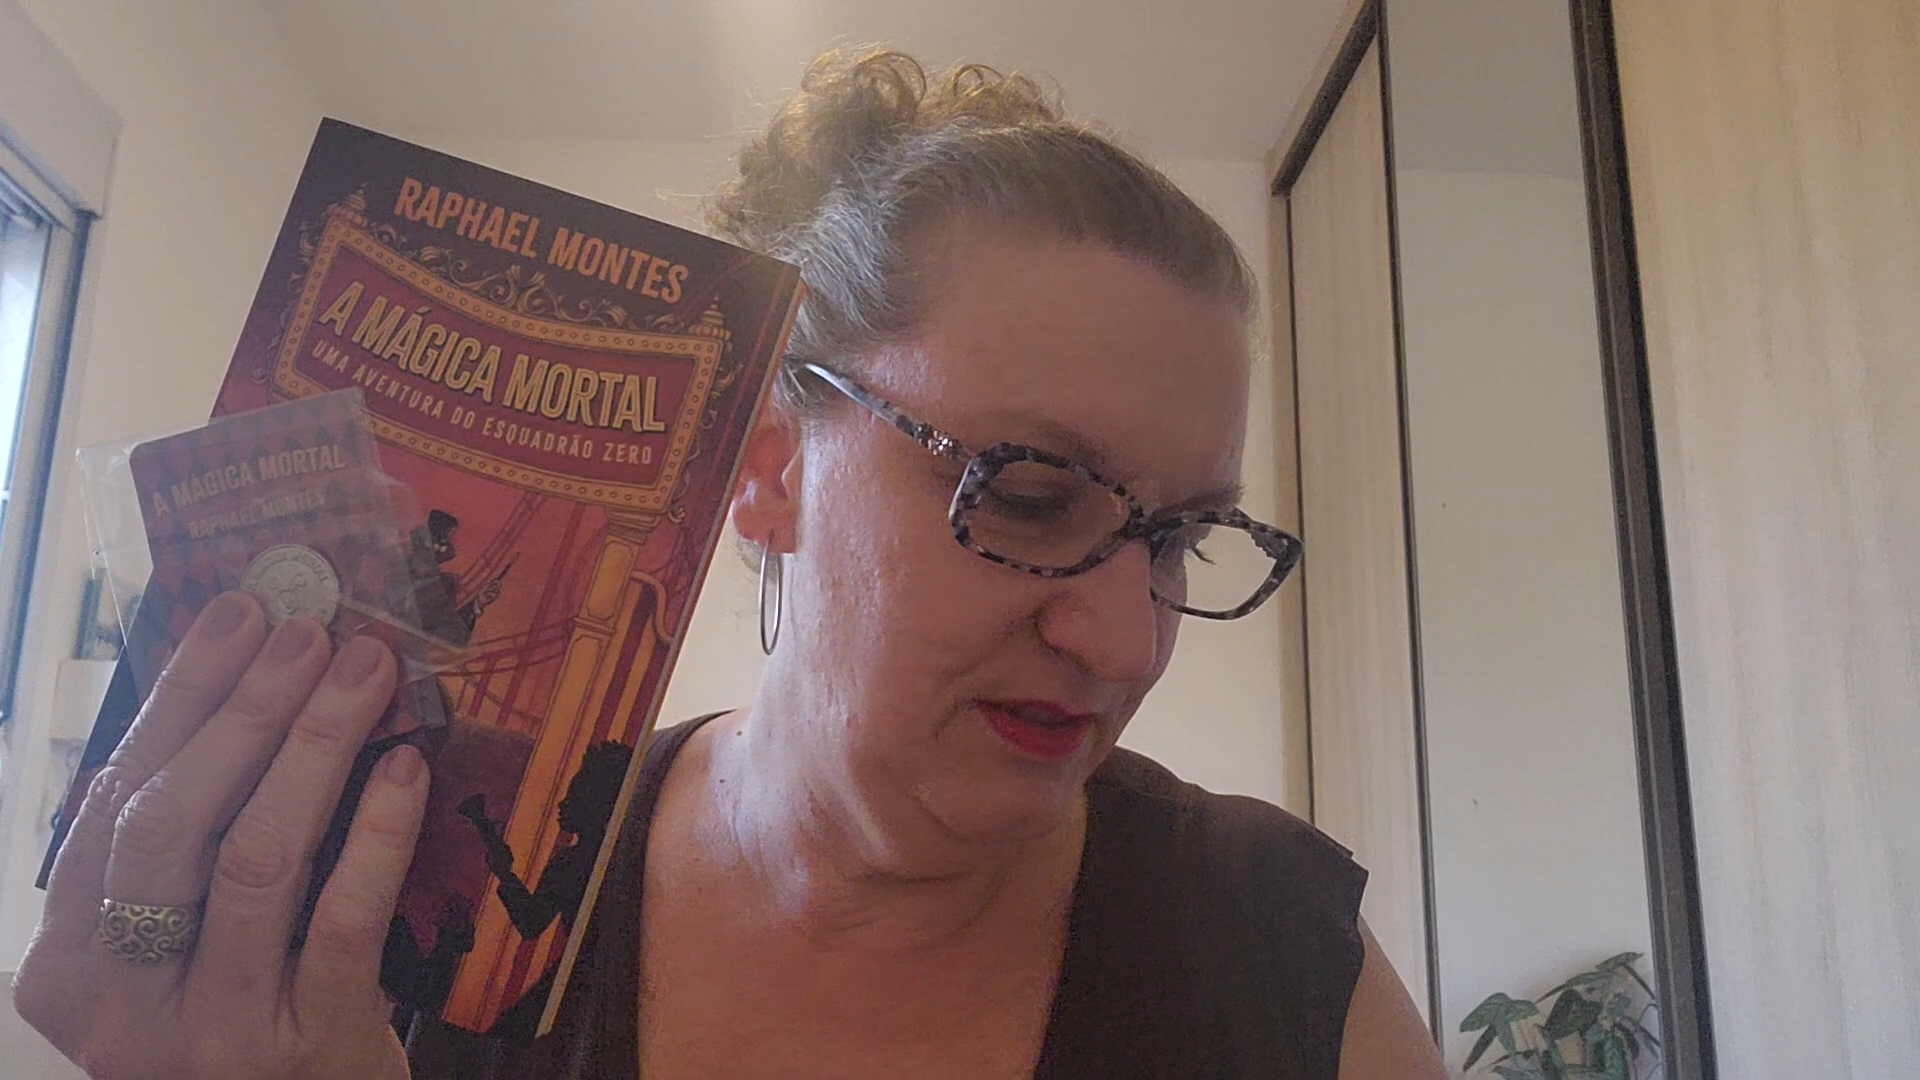 RAPHAEL MONTES
A MÁGICA MORTAL
UMA AVENTURA DO ESQUADRÃO ZERO
A MÁGICA MORTAL
RAPHAEL MONTES